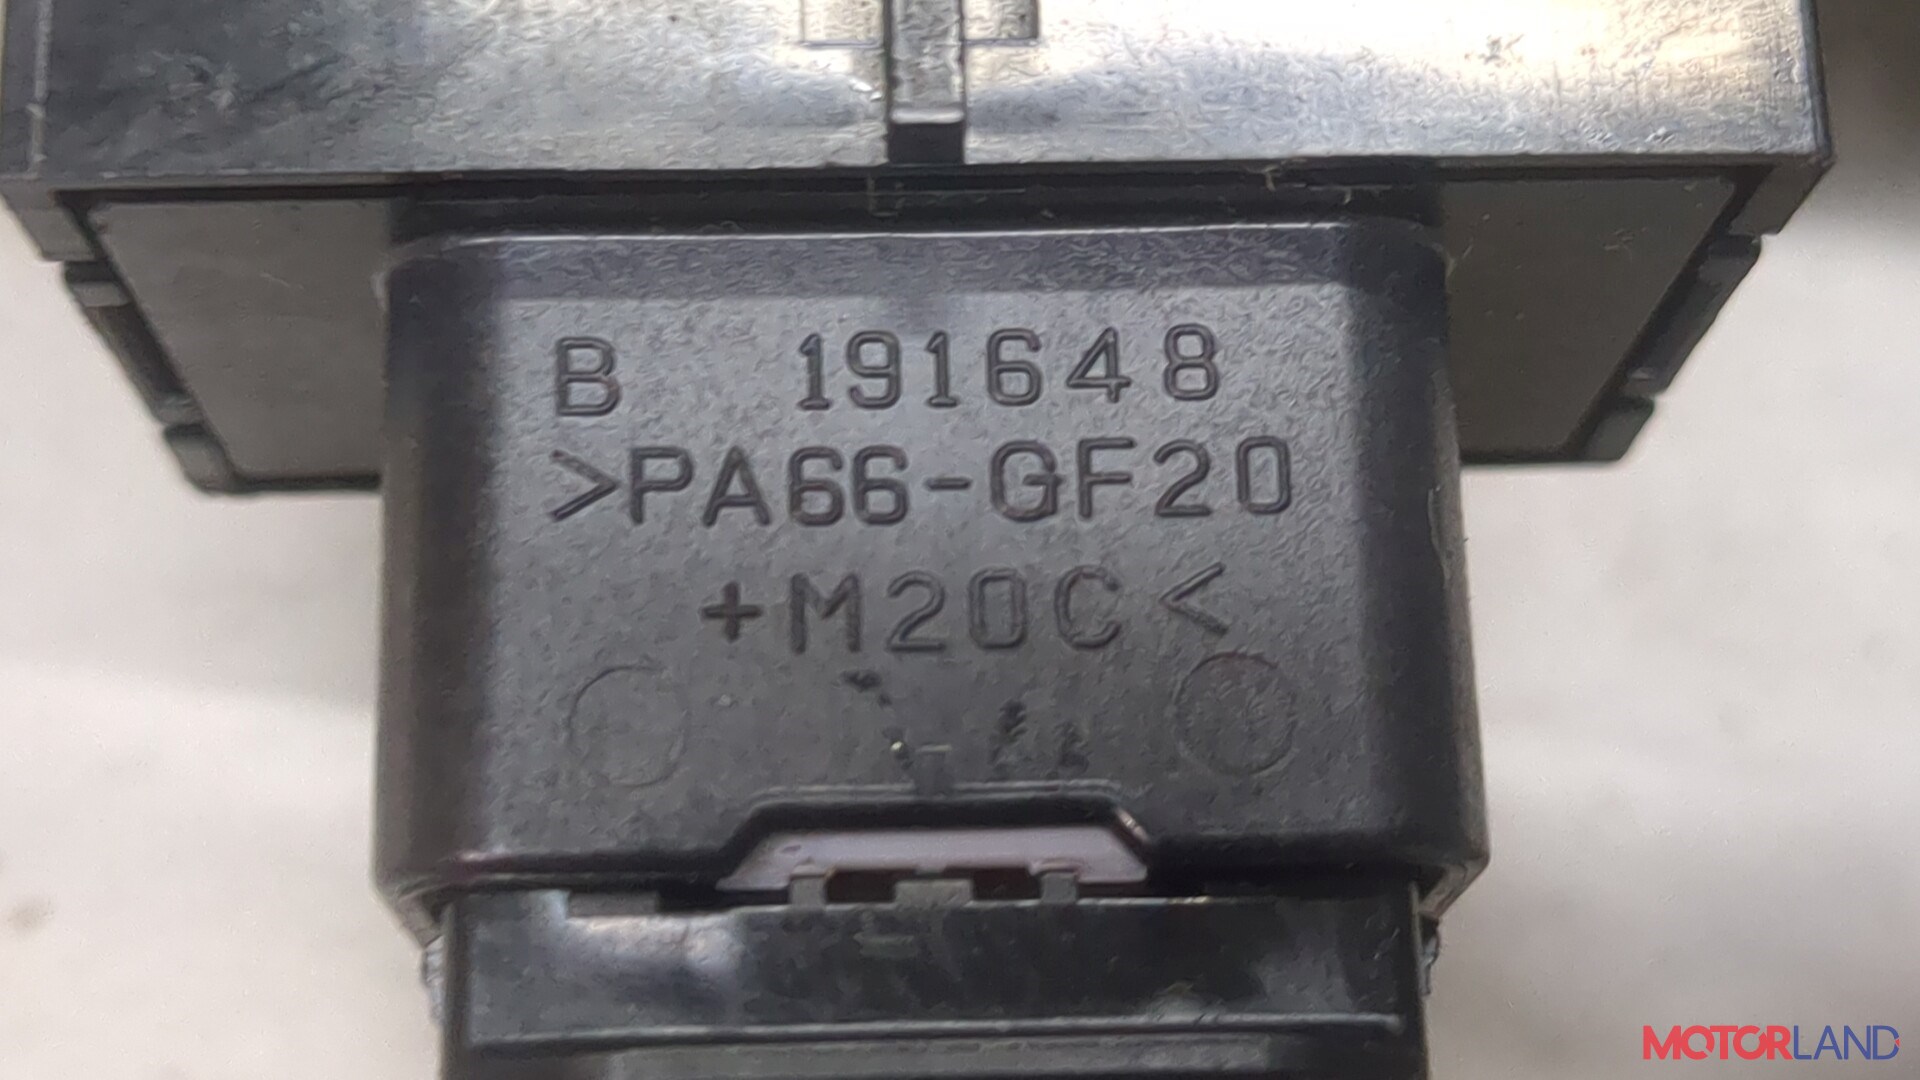 B 191648
>PA66-GF20
+M20C<
MOTORLAND